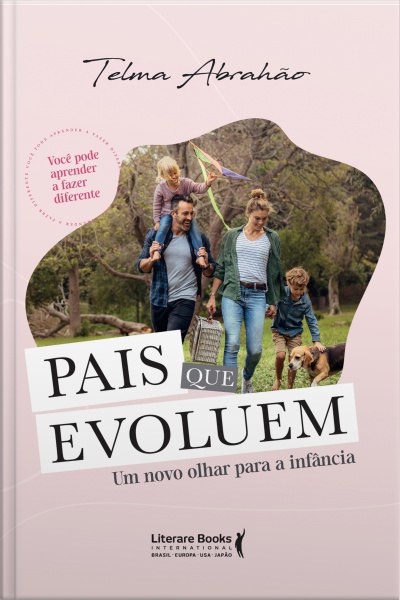 Telma Abrahão
Você pode
aprender
a fazer
diferente
PAIS QUE
EVOLUEM
Um novo olhar para a infância
Literare Books
INTERNATIONAL
BRASIL · EUROPA · USA · JAPÃO